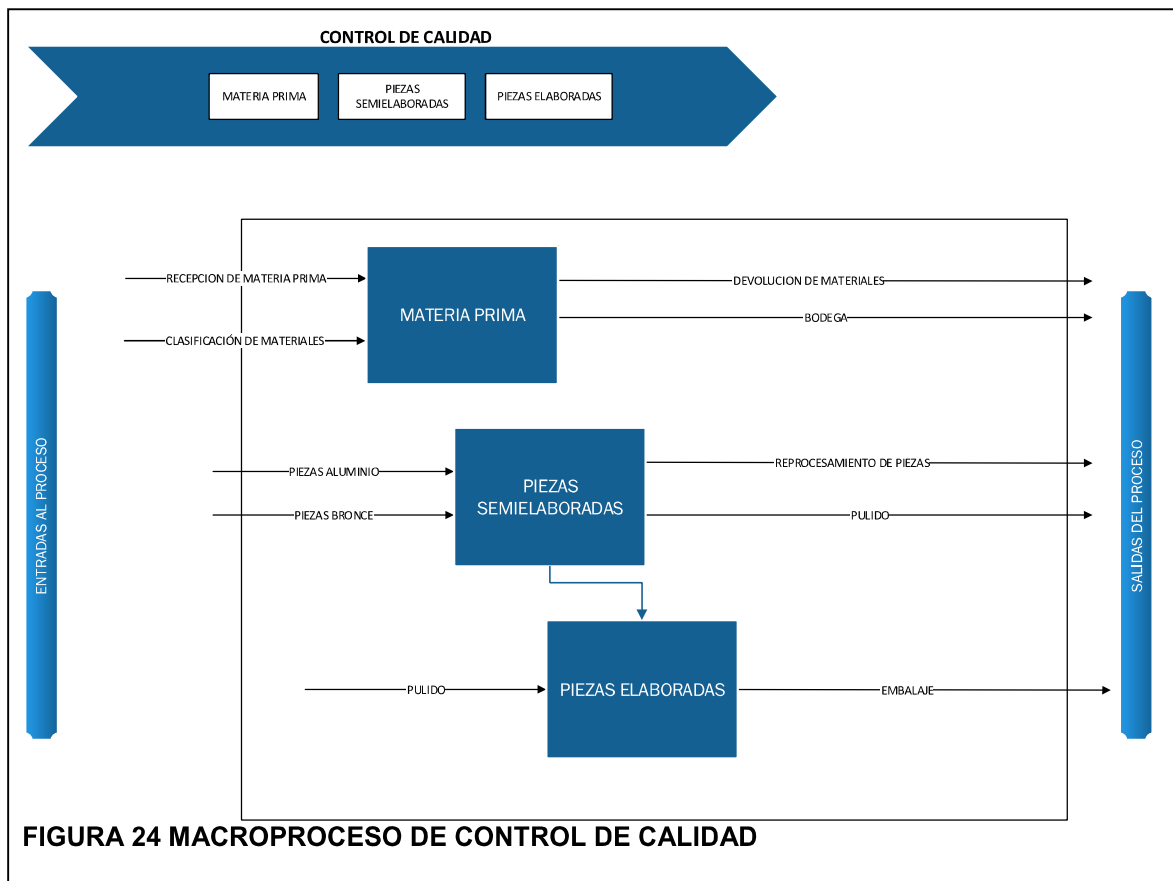 CONTROL DE CALIDAD
MATERIA PRIMA
PIEZAS
SEMIELABORADAS
PIEZAS ELABORADAS
RECEPCION DE MATERIA PRIMA
CLASIFICACIÓN DE MATERIALES
MATERIA PRIMA
DEVOLUCION DE MATERIALES
BODEGA
ENTRADAS AL PROCESO
PIEZAS ALUMINIO
PIEZAS BRONCE
PIEZAS
SEMIELABORADAS
REPROCESAMIENTO DE PIEZAS
PULIDO
SALIDAS DEL PROCESO
PULIDO
PIEZAS ELABORADAS
EMBALAJE
FIGURA 24 MACROPROCESO DE CONTROL DE CALIDAD